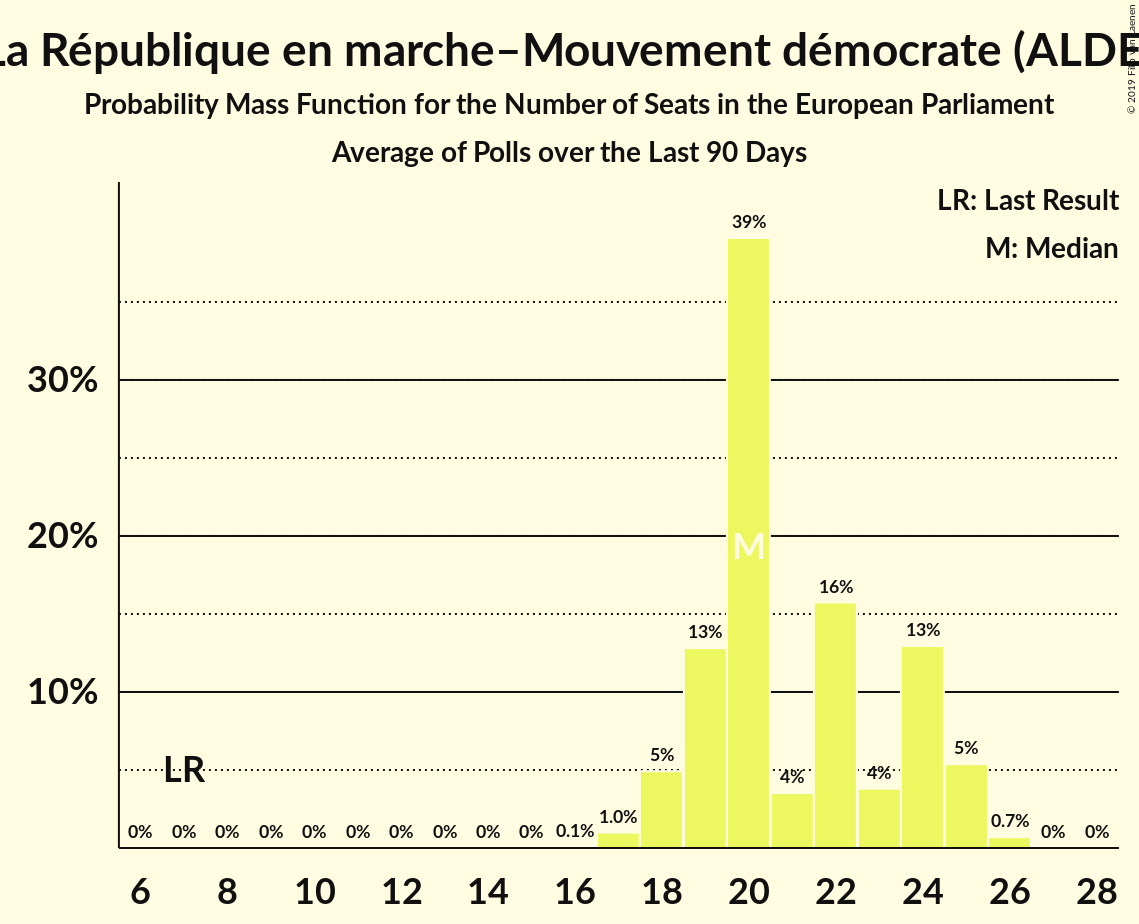 La République en marche–Mouvement démocrate (ALDE
Probability Mass Function for the Number of Seats in the European Parliament
Average of Polls over the Last 90 Days
© 2019
LR: Last Result
M: Median
39%
30%
20%
M
16%
13%
13%
10%
5%
5%
LR
4%
4%
0% 0% 0% 0% 0% 0% 0% 0% 0% 0% 0.1% 1.0% 0.7% 0% 0%
6 8 10 12 14 16 18 20 22 24 26 28